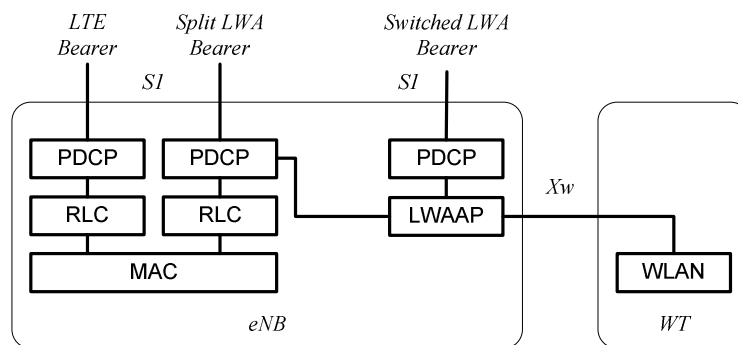 LTE
Bearer
Split LWA
Bearer
Switched LWA
Bearer
S1
S1
PDCP
PDCP
PDCP
Xw
RLC
RLC
LWAAP
MAC
WLAN
eNB
WT